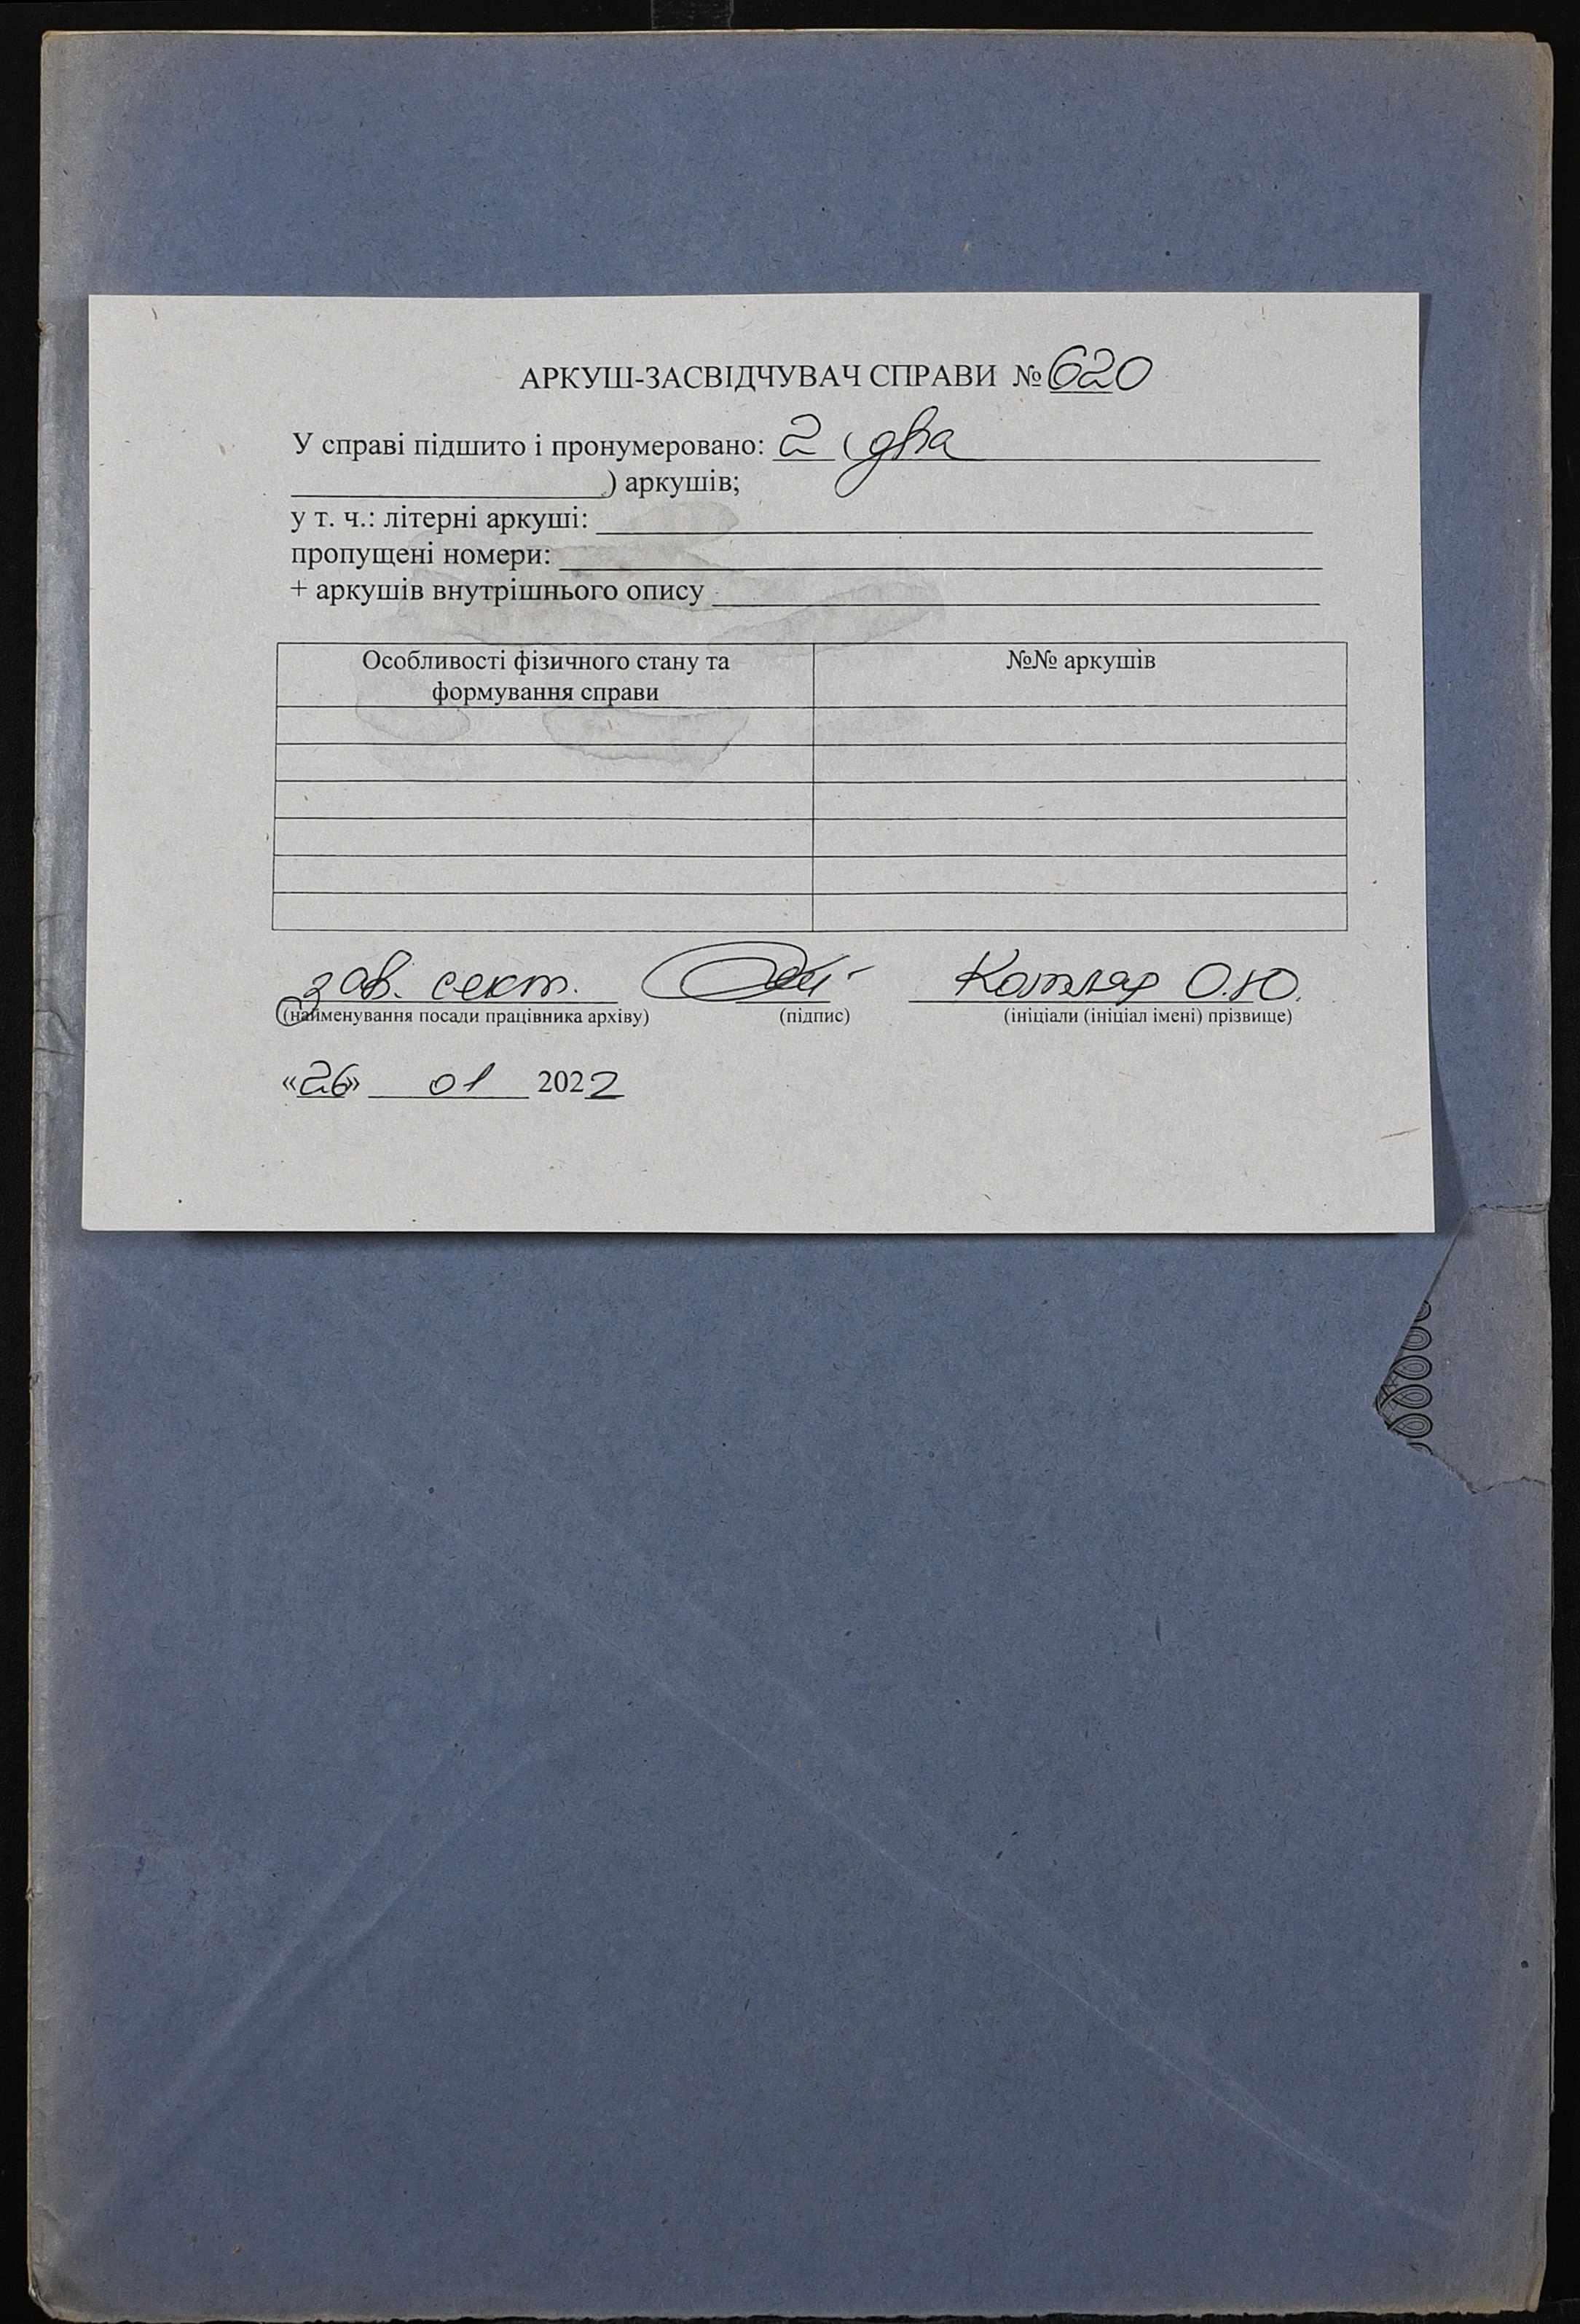 АРКУШ-ЗАСВІДЧУВАЧ СПРАВИ № 620
У справі підшито і пронумеровано: 2 (два
) аркушів;
у т. ч.: літерні аркуші:
пропущені номери:
+ аркушів внутрішнього опису
Особливості фізичного стану та формування справи
№№ аркушів
зав. сект. Котляр О.Ю.
(найменування посади працівника архіву) (підпис) (ініціали (ініціал імені) прізвище)
«26» 01 2022